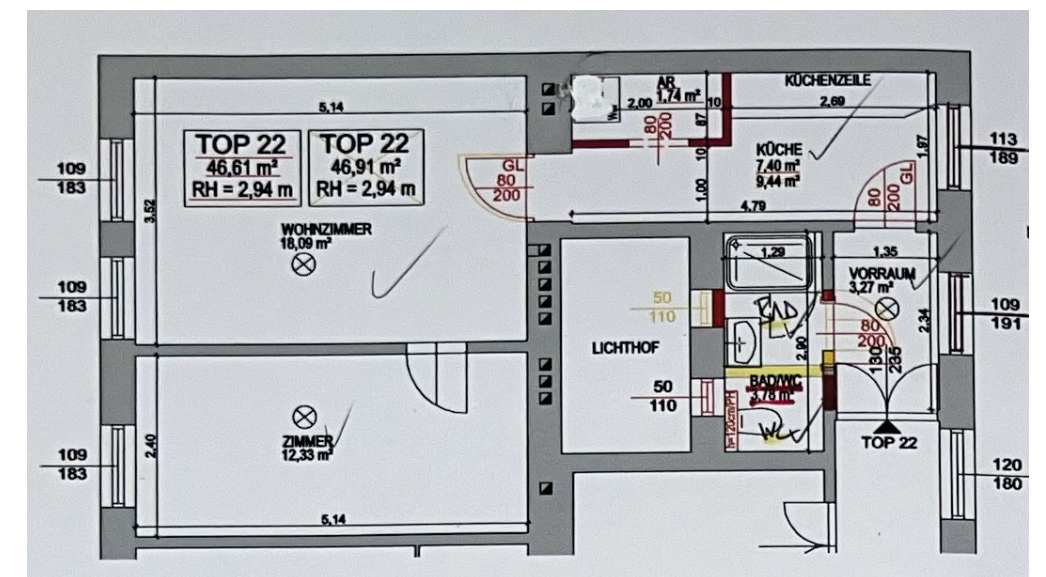 TOP 22
46,61 m²
RH = 2,94 m
TOP 22
46,91 m²
RH = 2,94 m
5,14
3,52
WOHNZIMMER
18,09 m²
GL
80
200
109
183
109
183
109
183
ZIMMER
12,33 m²
2,40
5,14
AR
1,74 m²
2,00
10
87
10
1,00
80
200
KÜCHENZEILE
2,69
KÜCHE
7,40 m²
9,44 m²
1,97
4,79
80
200
GL
113
189
LICHTHOF
50
110
50
110
1,29
BAD
2,90
BAD/WC
3,78 m²
WC
h=120cm/PH
1,35
VORRAUM
3,27 m²
2,34
80
200
130
235
TOP 22
109
191
120
180